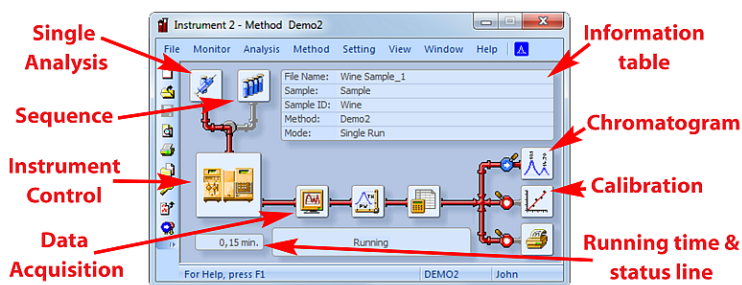 Instrument 2 - Method Demo2
File Monitor Analysis Method Setting View Window Help
Single
Analysis
Sequence
Instrument
Control
Data
Acquisition
File Name: Wine Sample_1
Sample: Sample
Sample ID: Wine
Method: Demo2
Mode: Single Run
Information
table
Chromatogram
Calibration
Running time &
status line
0,15 min.
Running
For Help, press F1
DEMO2
John